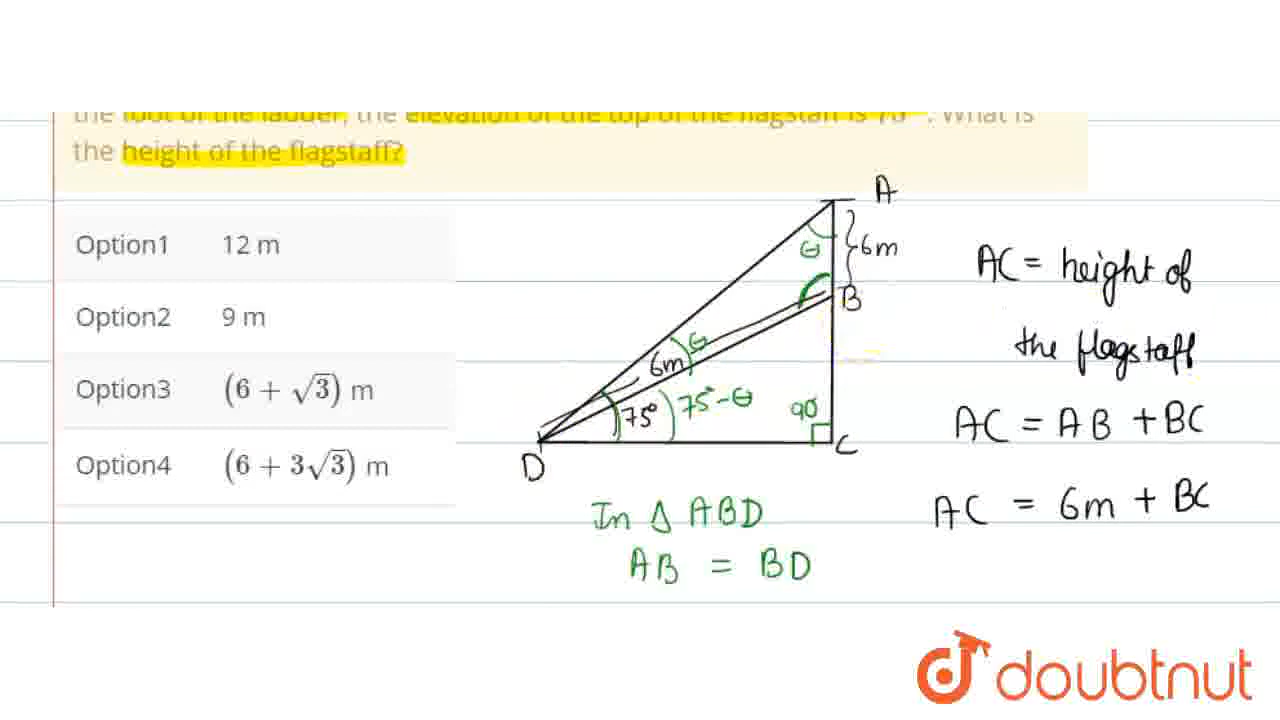 the foot of the ladder, the elevation of the top of the flagstaff is 75°. What is
the height of the flagstaff?
Option1 12 m
Option2 9 m
Option3 (6 + √3) m
Option4 (6 + 3√3) m
A
θ
6m
B
6m
θ
75°
75°-θ
90°
D
C
AC = height of
the flagstaff
AC = AB + BC
AC = 6m + BC
In Δ ABD
AB = BD
doubtnut